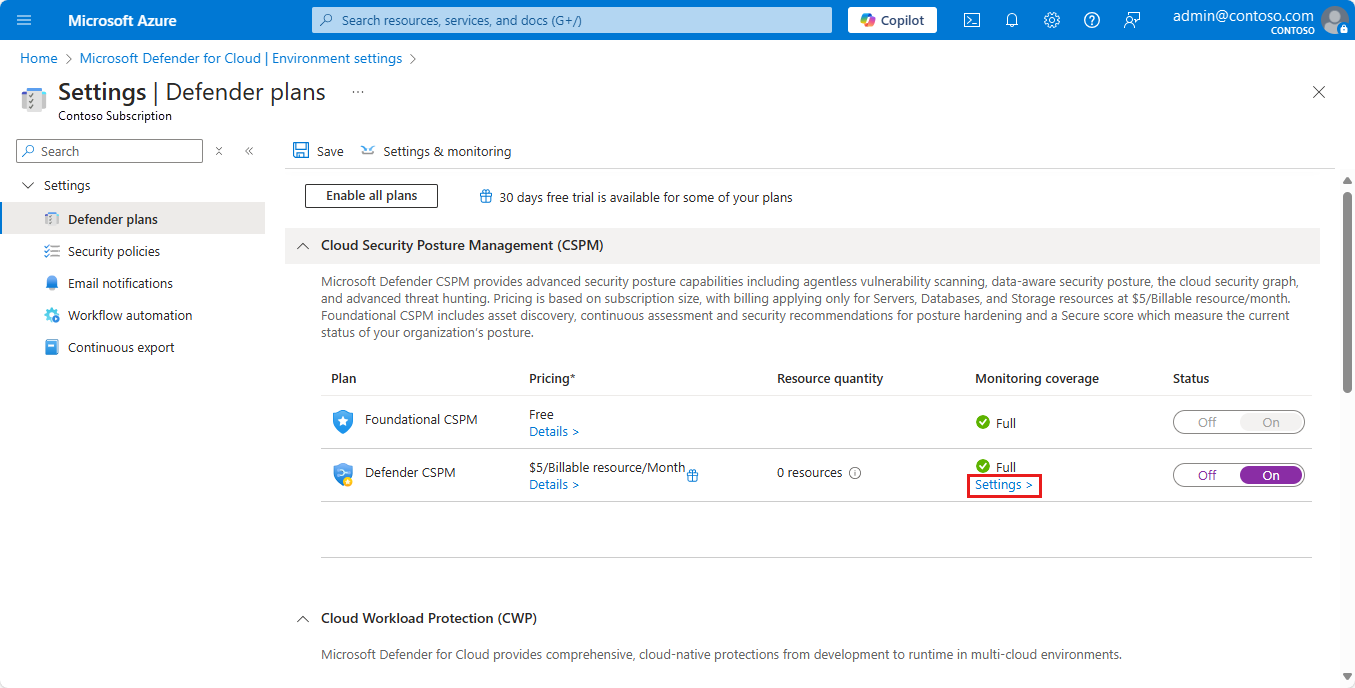 Microsoft Azure
Search resources, services, and docs (G+/)
Copilot
admin@contoso.com
CONTOSO
Home > Microsoft Defender for Cloud | Environment settings >
Settings | Defender plans ...
Contoso Subscription
Search
Save
Settings & monitoring
Settings
Defender plans
Security policies
Email notifications
Workflow automation
Continuous export
Enable all plans
30 days free trial is available for some of your plans
Cloud Security Posture Management (CSPM)
Microsoft Defender CSPM provides advanced security posture capabilities including agentless vulnerability scanning, data-aware security posture, the cloud security graph,
and advanced threat hunting. Pricing is based on subscription size, with billing applying only for Servers, Databases, and Storage resources at $5/Billable resource/month.
Foundational CSPM includes asset discovery, continuous assessment and security recommendations for posture hardening and a Secure score which measure the current
status of your organization's posture.
Plan Pricing* Resource quantity Monitoring coverage Status
Foundational CSPM Free Full Off On
Details >
Defender CSPM $5/Billable resource/Month 0 resources Full Off On
Details > Settings >
Cloud Workload Protection (CWP)
Microsoft Defender for Cloud provides comprehensive, cloud-native protections from development to runtime in multi-cloud environments.